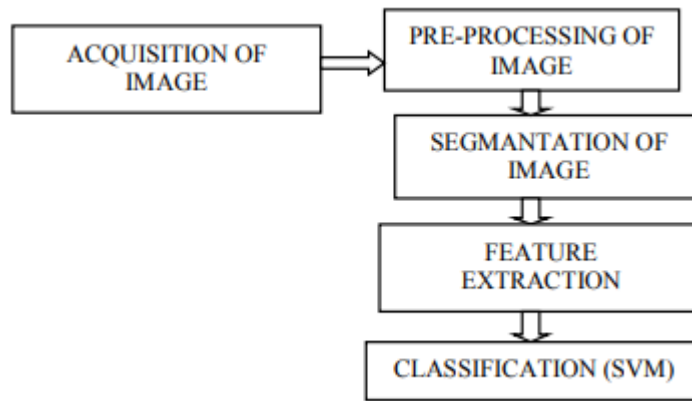 ACQUISITION OF
IMAGE
PRE-PROCESSING OF
IMAGE
SEGMANTATION OF
IMAGE
FEATURE
EXTRACTION
CLASSIFICATION (SVM)